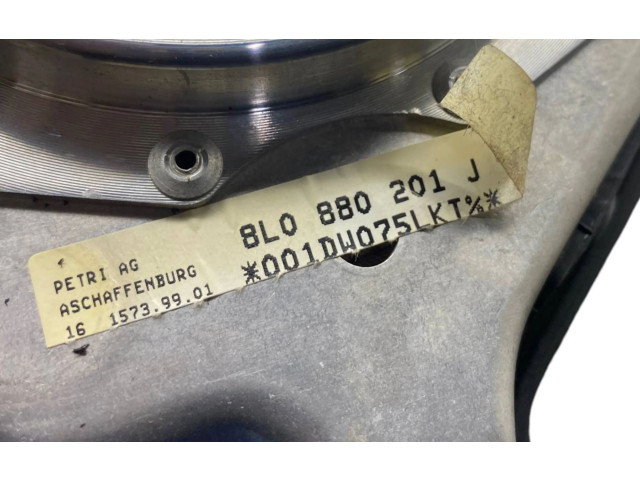 PETRI AG
ASCHAFFENBURG
16 1573.99.01
8L0 880 201 J
*001DW075LKT%*